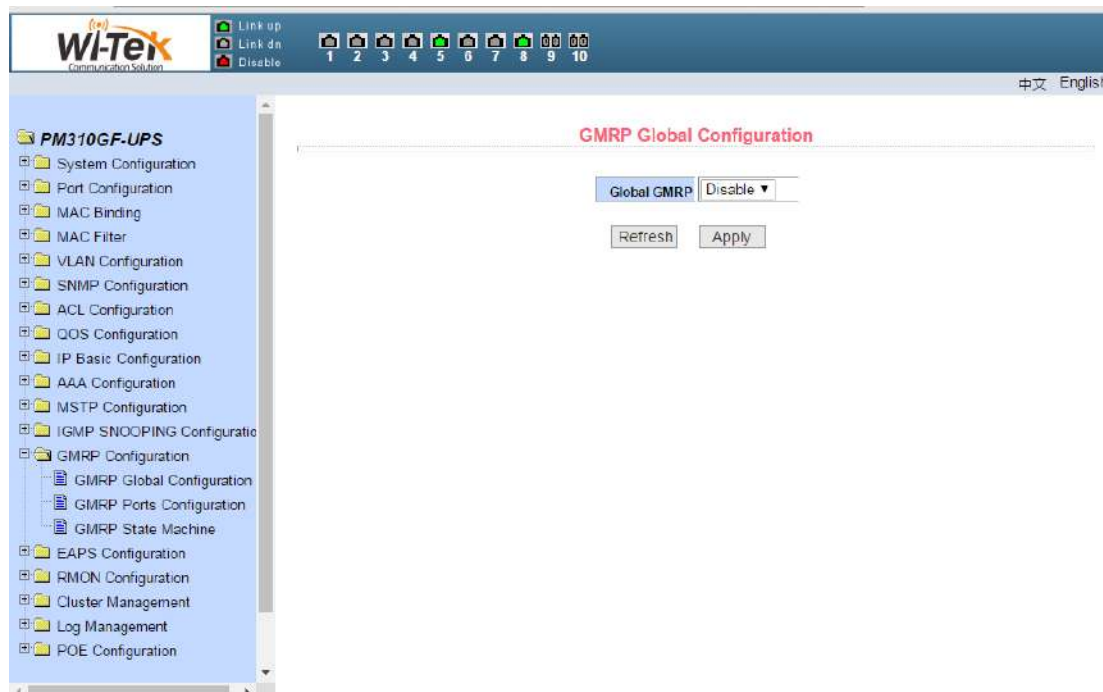 Wi-Tek
Communication Solution
Link up
Link dn
Disable
1 2 3 4 5 6 7 8 9 10
中文 English
PM310GF-UPS
System Configuration
Port Configuration
MAC Binding
MAC Filter
VLAN Configuration
SNMP Configuration
ACL Configuration
QOS Configuration
IP Basic Configuration
AAA Configuration
MSTP Configuration
IGMP SNOOPING Configuratio
GMRP Configuration
GMRP Global Configuration
GMRP Ports Configuration
GMRP State Machine
EAPS Configuration
RMON Configuration
Cluster Management
Log Management
POE Configuration
GMRP Global Configuration
Global GMRP Disable
Refresh Apply